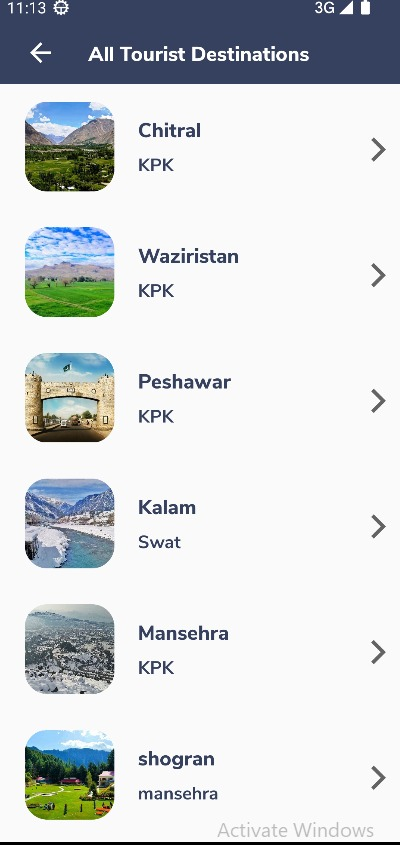 11:13 3G
All Tourist Destinations
Chitral
KPK
Waziristan
KPK
Peshawar
KPK
Kalam
Swat
Mansehra
KPK
shogran
mansehra
Activate Windows